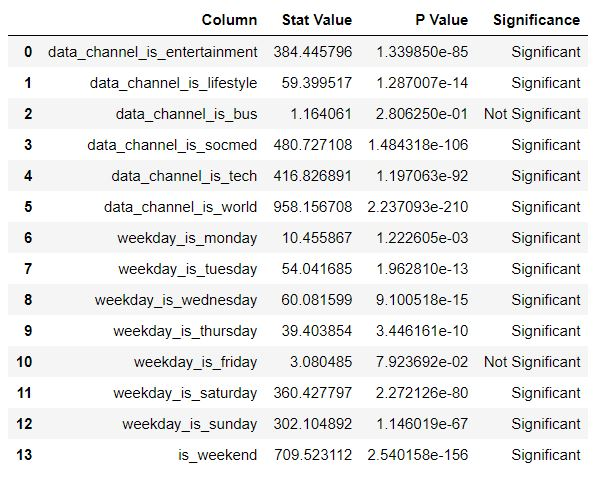 Column Stat Value P Value Significance
0 data_channel_is_entertainment 384.445796 1.339850e-85 Significant
1 data_channel_is_lifestyle 59.399517 1.287007e-14 Significant
2 data_channel_is_bus 1.164061 2.806250e-01 Not Significant
3 data_channel_is_socmed 480.727108 1.484318e-106 Significant
4 data_channel_is_tech 416.826891 1.197063e-92 Significant
5 data_channel_is_world 958.156708 2.237093e-210 Significant
6 weekday_is_monday 10.455867 1.222605e-03 Significant
7 weekday_is_tuesday 54.041685 1.962810e-13 Significant
8 weekday_is_wednesday 60.081599 9.100518e-15 Significant
9 weekday_is_thursday 39.403854 3.446161e-10 Significant
10 weekday_is_friday 3.080485 7.923692e-02 Not Significant
11 weekday_is_saturday 360.427797 2.272126e-80 Significant
12 weekday_is_sunday 302.104892 1.146019e-67 Significant
13 is_weekend 709.523112 2.540158e-156 Significant